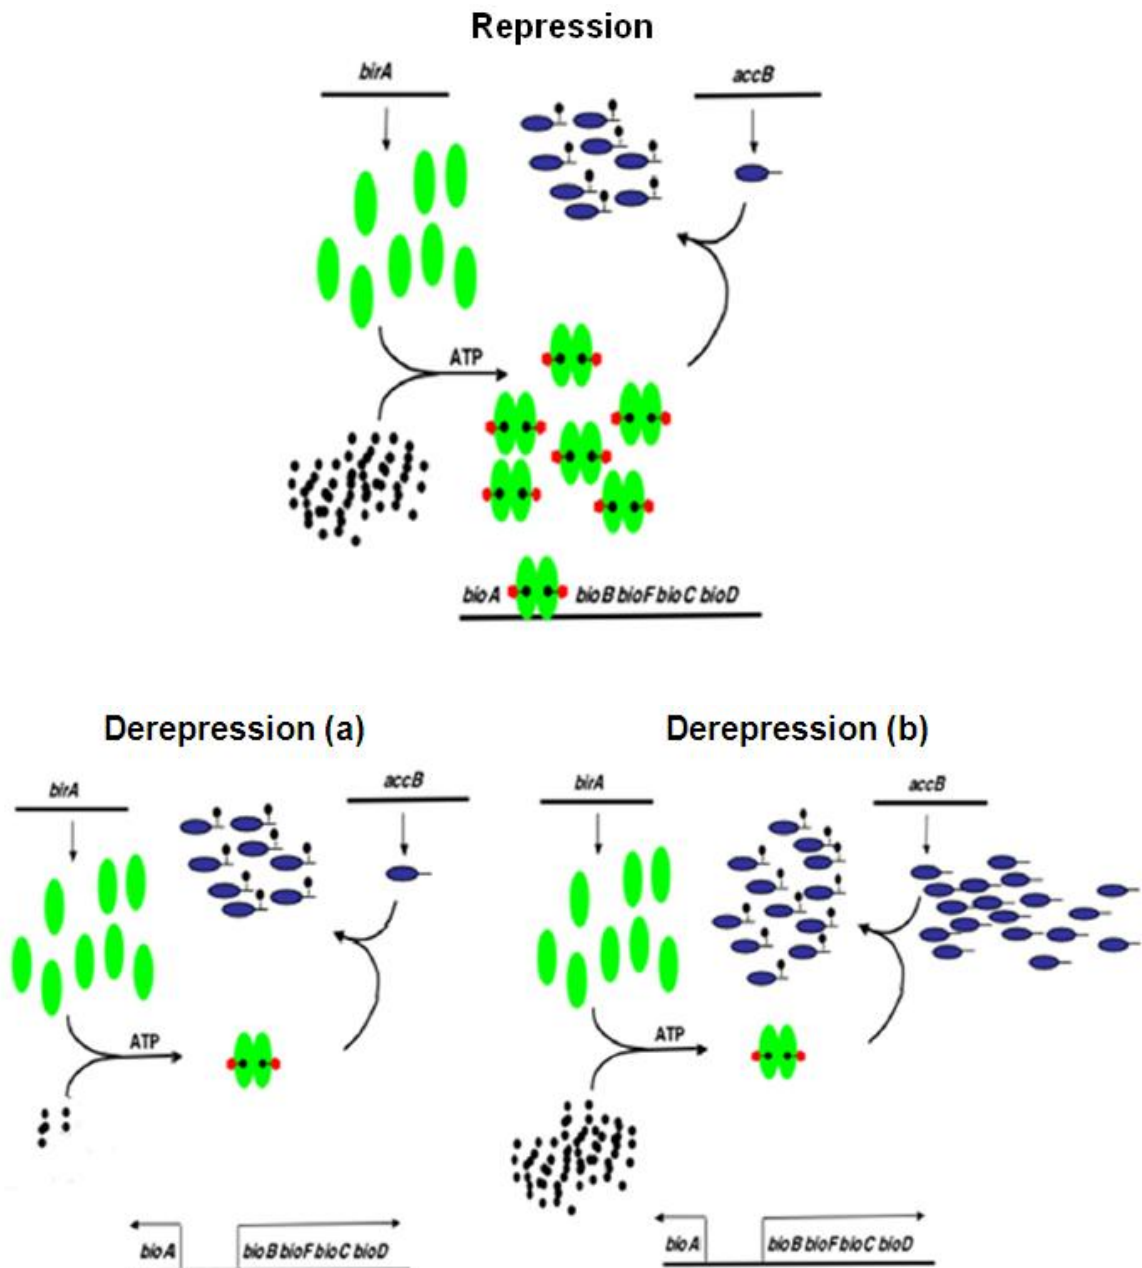 Repression
birA
accB
ATP
bioA
bioB bioF bioC bioD
Derepression (a)
Derepression (b)
birA
accB
ATP
bioA
bioB bioF bioC bioD
birA
accB
ATP
bioA
bioB bioF bioC bioD